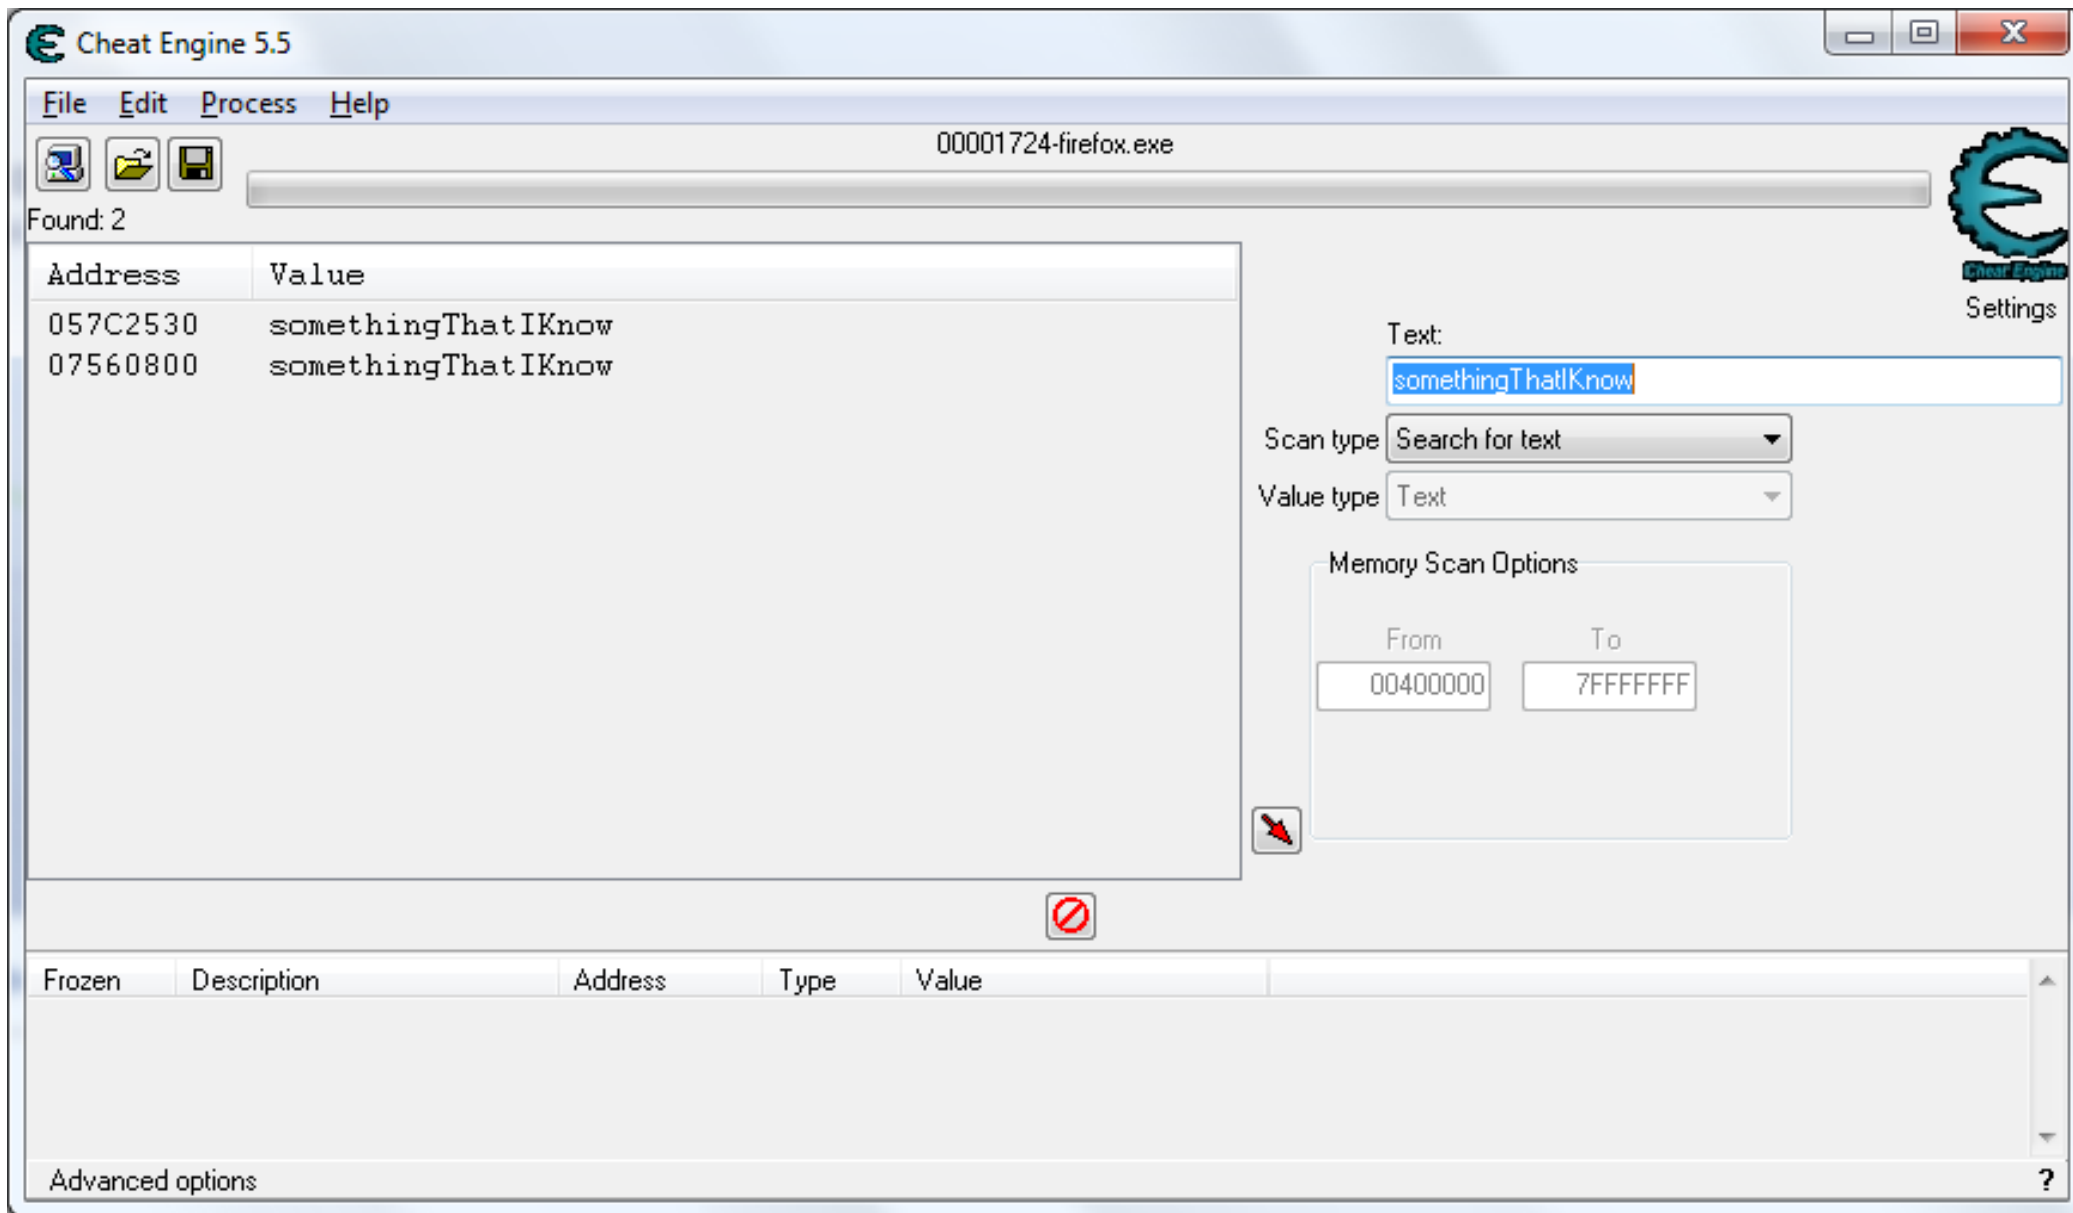 Cheat Engine 5.5
File Edit Process Help
00001724-firefox.exe
Found: 2
Cheat Engine
Settings
Address Value
057C2530 somethingThatIKnow
07560800 somethingThatIKnow
Text:
somethingThatIKnow
Scan type Search for text
Value type Text
Memory Scan Options
From To
00400000 7FFFFFFF
Frozen Description Address Type Value
Advanced options ?